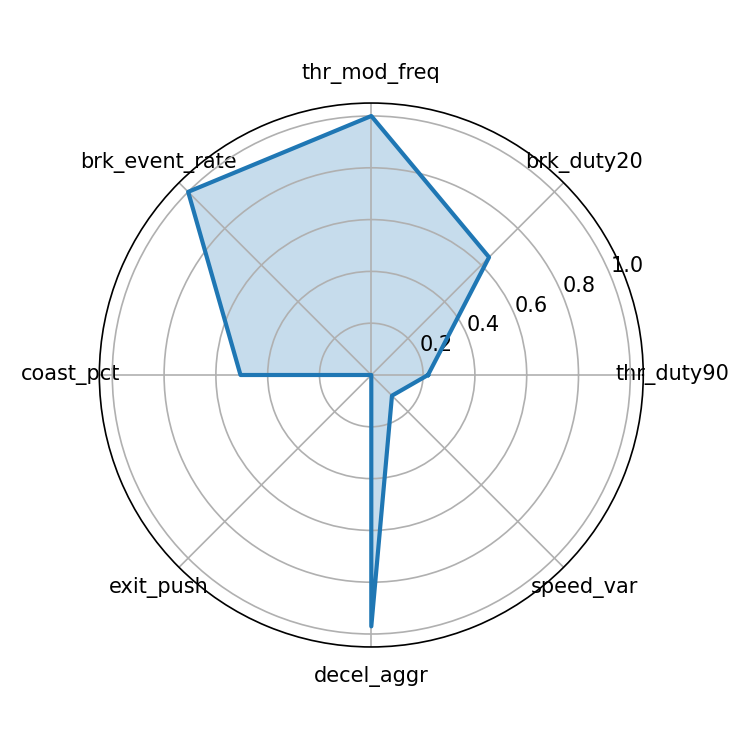 thr_mod_freq
brk_event_rate
brk_duty20
1.0
0.8
0.6
0.4
0.2
coast_pct
thr_duty90
exit_push
speed_var
decel_aggr